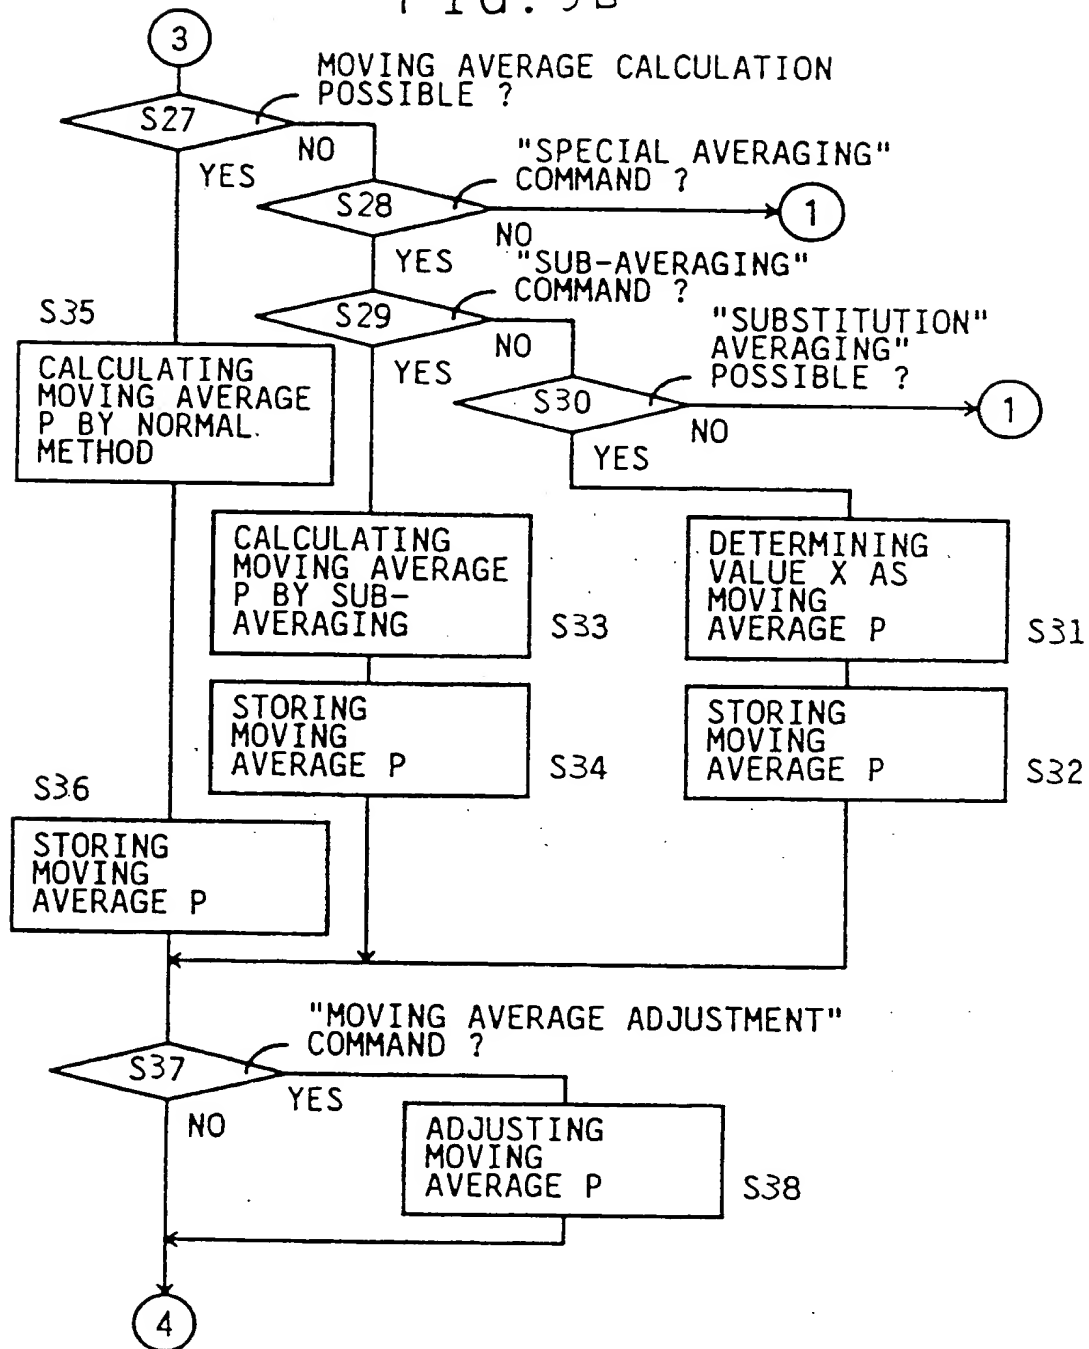 3
MOVING AVERAGE CALCULATION
POSSIBLE ?
S27
NO
YES
"SPECIAL AVERAGING"
COMMAND ?
S28
1
NO
YES
"SUB-AVERAGING"
COMMAND ?
S29
NO
YES
"SUBSTITUTION"
AVERAGING"
POSSIBLE ?
S30
1
NO
YES
S35
CALCULATING
MOVING AVERAGE
P BY NORMAL.
METHOD
CALCULATING
MOVING AVERAGE
P BY SUB-
AVERAGING
S33
DETERMINING
VALUE X AS
MOVING
AVERAGE P
S31
STORING
MOVING
AVERAGE P
S34
STORING
MOVING
AVERAGE P
S32
S36
STORING
MOVING
AVERAGE P
"MOVING AVERAGE ADJUSTMENT"
COMMAND ?
S37
YES
NO
ADJUSTING
MOVING
AVERAGE P
S38
4